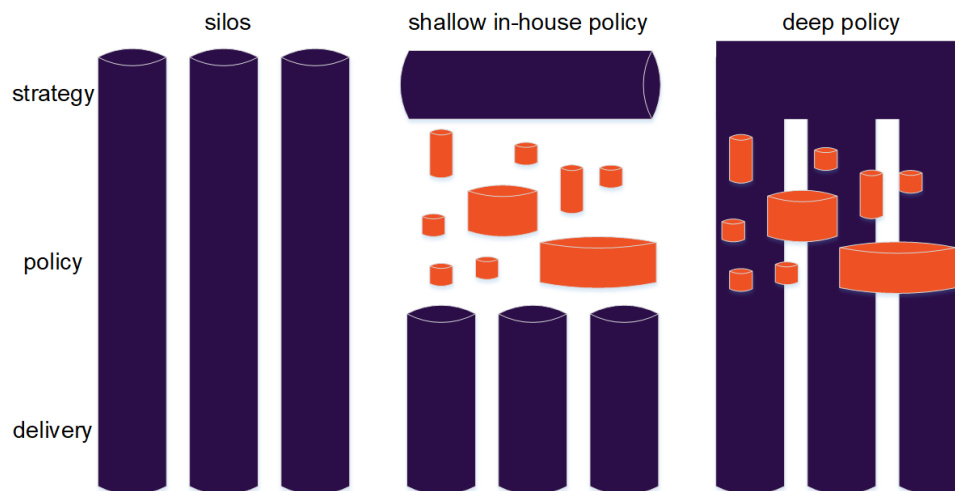 silos
shallow in-house policy
deep policy
strategy
policy
delivery